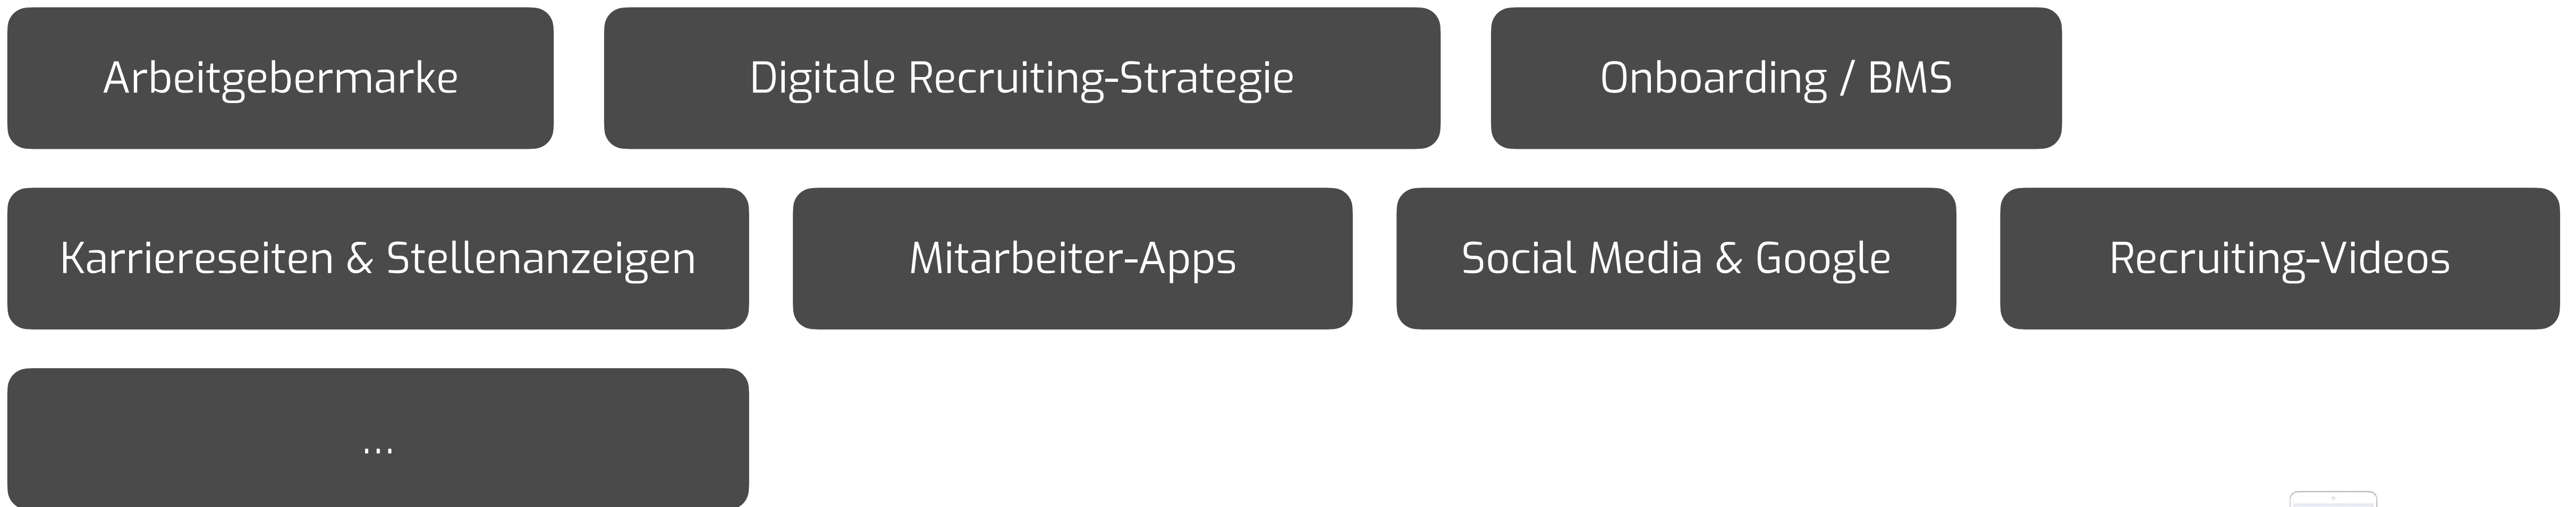 Arbeitgebermarke
Digitale Recruiting-Strategie
Onboarding / BMS
Karriereseiten & Stellenanzeigen
Mitarbeiter-Apps
Social Media & Google
Recruiting-Videos
...